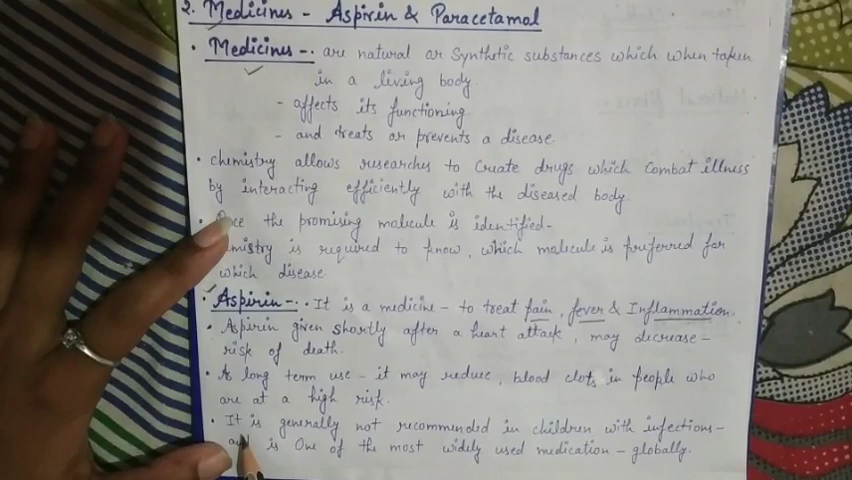 2. Medicines - Aspirin & Paracetamol
• Medicines -. are natural or Synthetic substances which when taken
in a living body.
- affects its functioning.
- and treats or prevents a disease.
• Chemistry allows researches to Create drugs which Combat illness
by interacting efficiently with the diseased body
• the promising molecule is identified-
is required to know, which molecule is preferred for
which disease
• Aspirin -. • It is a medicine - to treat pain, fever & Inflammation.
• Aspirin given shortly after a heart attack, may decrease -
risk of death.
• A long term use - it may reduce, blood clots in people who
are at a high risk.
• It is generally not recommended in children with infections -
is One of the most widely used medication - globally.